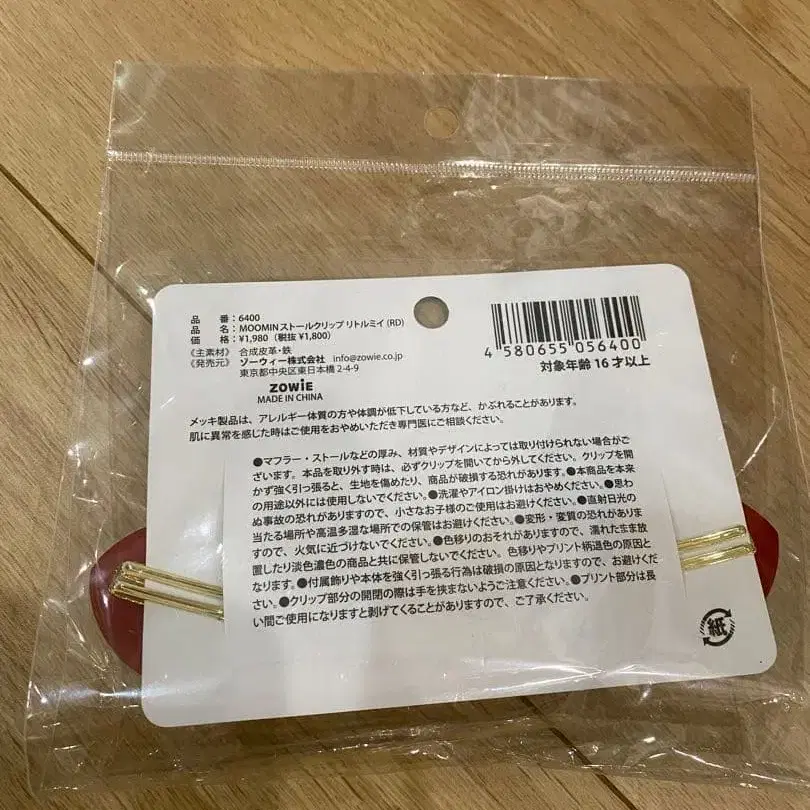 品　番：6400
品　名：MOOMINストールクリップ リトルミイ (RD)
価　格：¥1,980（税抜 ¥1,800）
《主素材》 合成皮革・鉄
《発売元》 ゾーウィー株式会社 info@zowie.co.jp
東京都中央区東日本橋 2-4-9
ZOWIE
MADE IN CHINA
4 580655 056400
対象年齢 16 才以上
メッキ製品は、アレルギー体質の方や体調が低下している方など、かぶれることがあります。
肌に異常を感じた時はご使用をおやめいただき専門医にご相談ください。
●マフラー・ストールなどの厚み、材質やデザインによっては取り付けられない場合がご
ざいます。本品を取り外す時は、必ずクリップを開いてから外してください。クリップを開
かず強く引っ張ると、生地を傷めたり、商品が破損する恐れがあります。●本商品を本来
の用途以外には使用しないでください。●洗濯やアイロン掛けはおやめください。●思わ
ぬ事故の恐れがありますので、小さなお子様のご使用はお避けください。●直射日光の
当たる場所や高温多湿な場所での保管はお避けください。●変形・変質の恐れがありま
すので、火気に近づけないでください。●色移りのおそれがありますので、濡れたまま放
置したり淡色濃色の商品と共に保管しないでください。色移りやプリント柄退色の原因と
なります。●付属飾りや本体を強く引っ張る行為は破損の原因となりますので、お避けくだ
さい。●クリップ部分の開閉の際は手を挟まないようご注意ください。●プリント部分は長
い間ご使用になりますと剥げてくることがありますので、ご了承ください。
紙